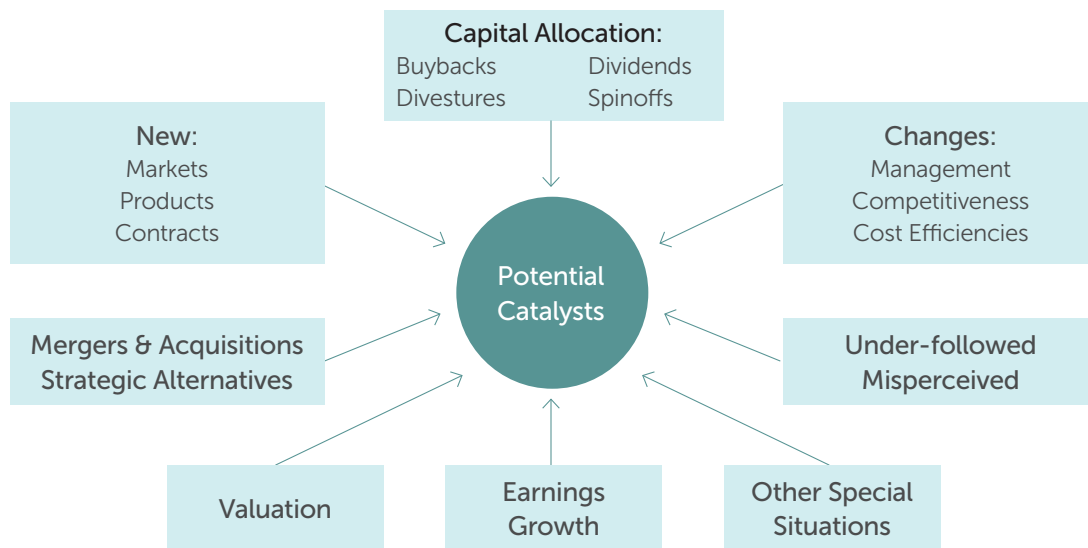 Capital Allocation:
Buybacks Dividends
Divestures Spinoffs
New:
Markets
Products
Contracts
Changes:
Management
Competitiveness
Cost Efficiencies
Potential
Catalysts
Mergers & Acquisitions
Strategic Alternatives
Under-followed
Misperceived
Valuation
Earnings
Growth
Other Special
Situations